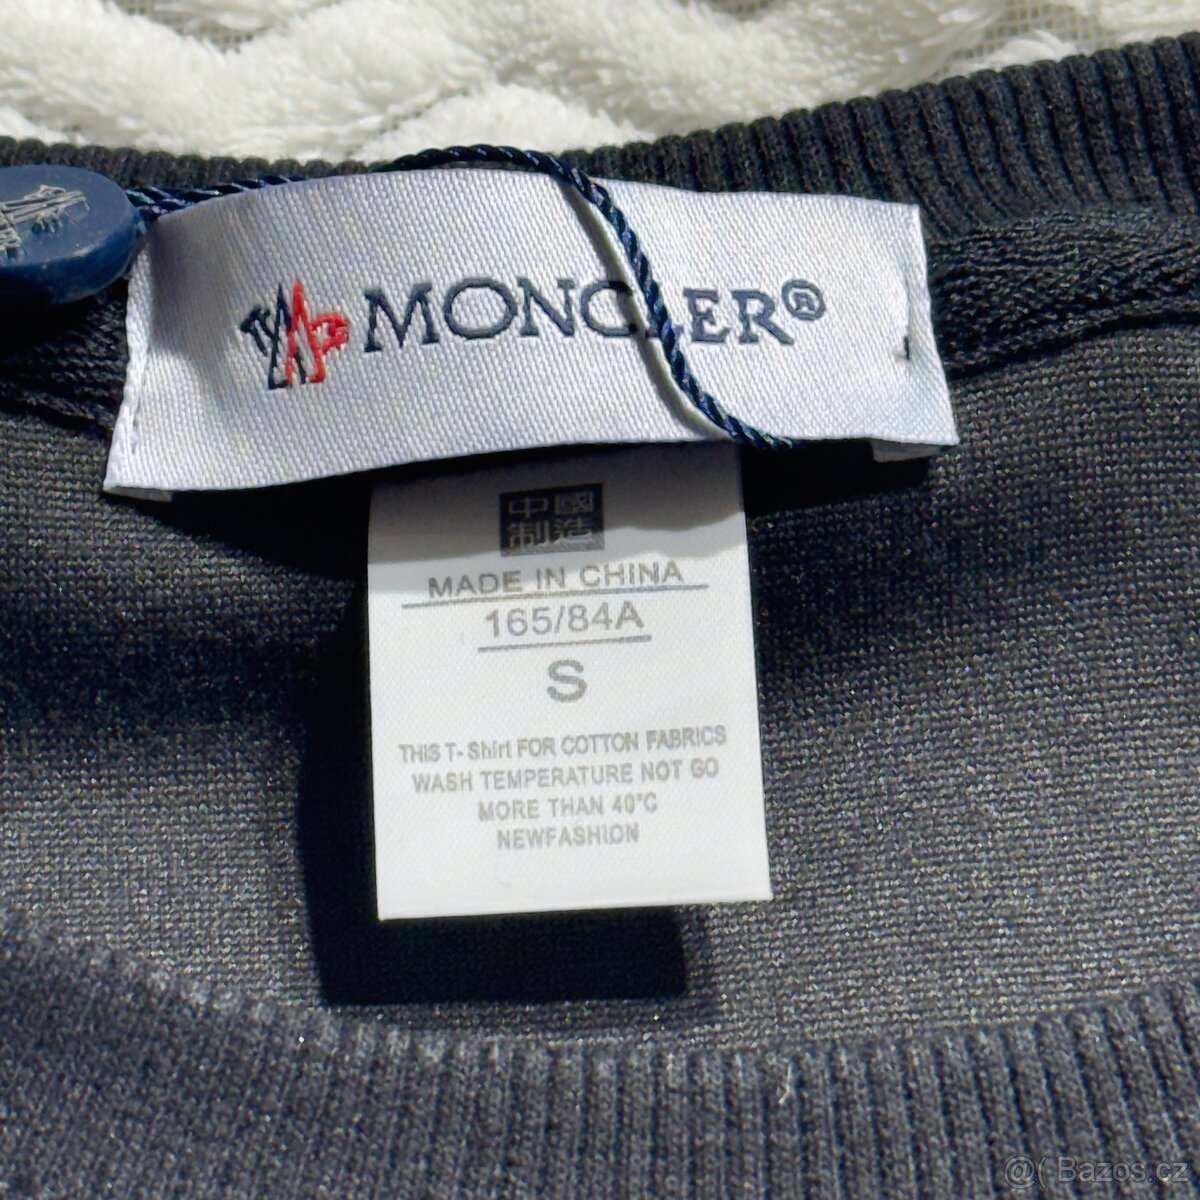 MONCLER®
中國
制造
MADE IN CHINA
165/84A
S
THIS T-Shirt FOR COTTON FABRICS
WASH TEMPERATURE NOT GO
MORE THAN 40°C
NEWFASHION
@( Bazos.cz